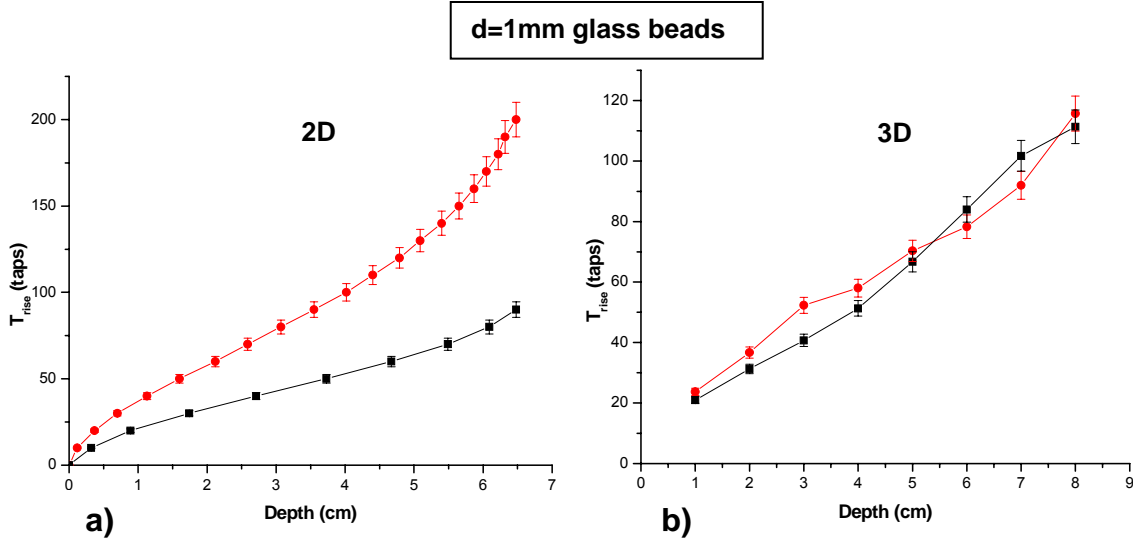 d=1mm glass beads
2D
T_rise (taps)
200
150
100
50
0
0 1 2 3 4 5 6 7
Depth (cm)
a)
3D
T_rise (taps)
120
100
80
60
40
20
0
1 2 3 4 5 6 7 8 9
Depth (cm)
b)